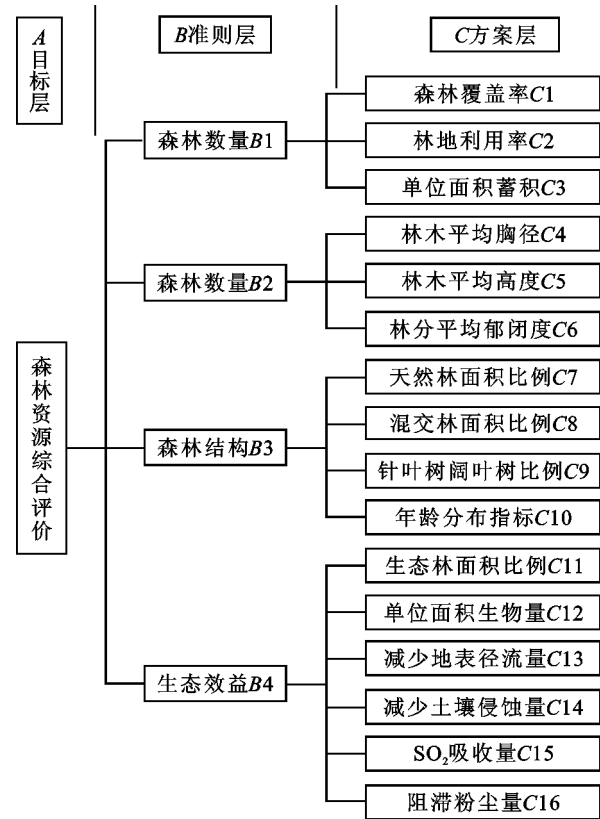 A目标层
B准则层
C方案层
森林资源综合评价
森林数量B1
森林覆盖率C1
林地利用率C2
单位面积蓄积C3
森林数量B2
林木平均胸径C4
林木平均高度C5
林分平均郁闭度C6
森林结构B3
天然林面积比例C7
混交林面积比例C8
针叶树阔叶树比例C9
年龄分布指标C10
生态效益B4
生态林面积比例C11
单位面积生物量C12
减少地表径流量C13
减少土壤侵蚀量C14
SO₂吸收量C15
阻滞粉尘量C16